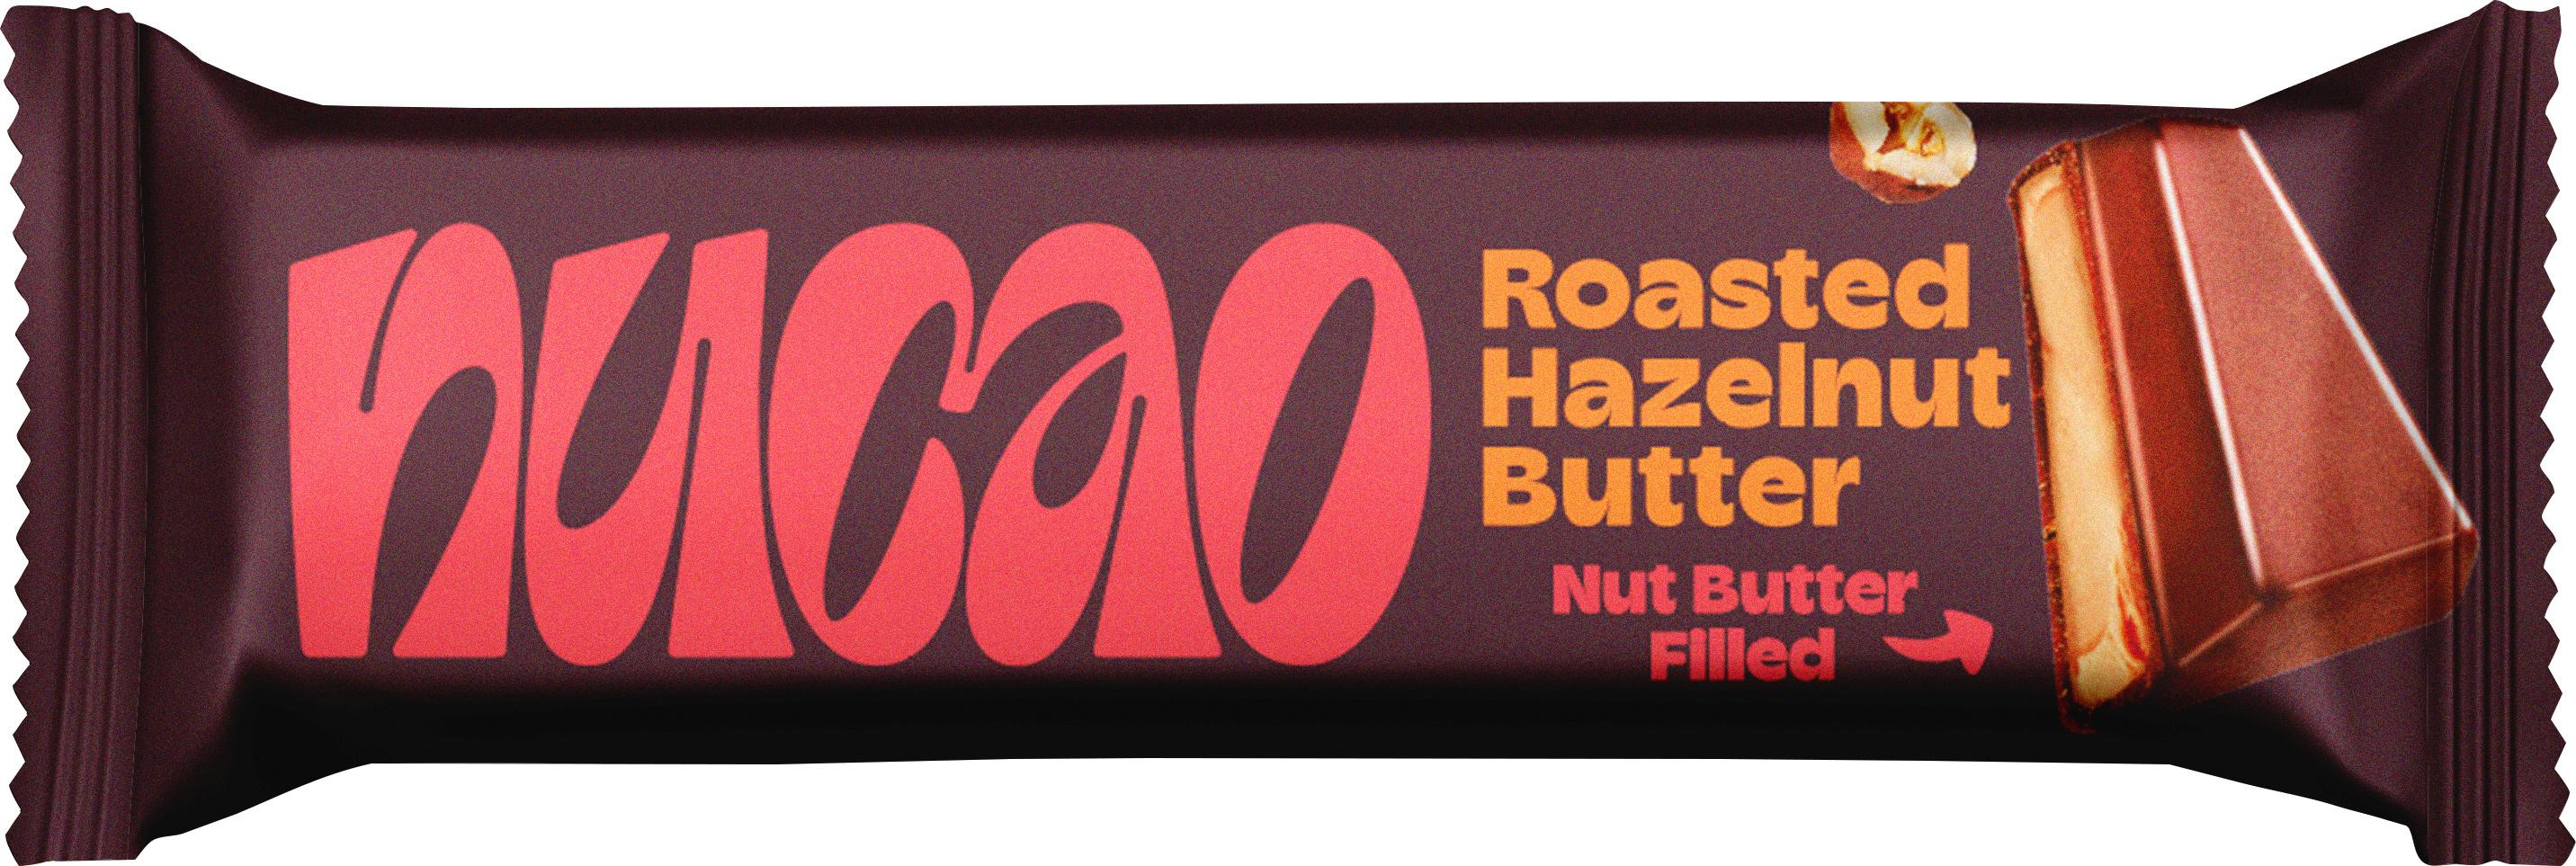 nucao
Roasted
Hazelnut
Butter
Nut Butter
Filled